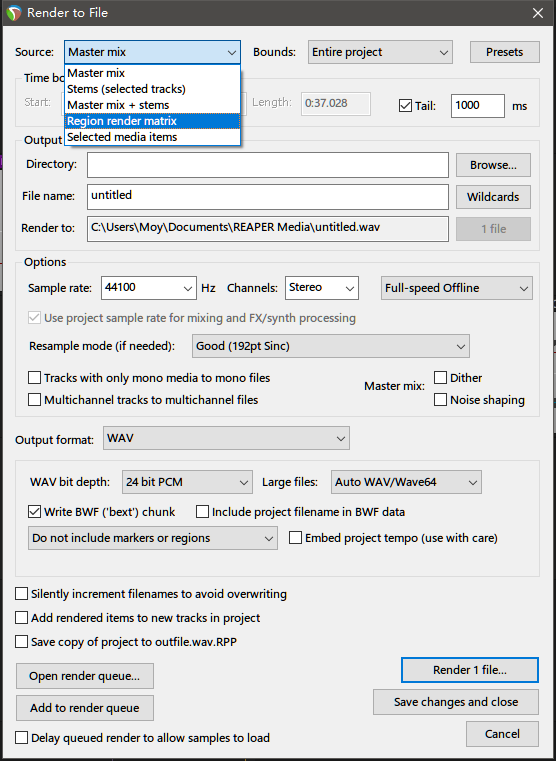 Render to File
Source: Master mix Bounds: Entire project Presets
Master mix
Stems (selected tracks)
Master mix + stems
Region render matrix
Selected media items
Time bo
Start: Length: 0:37.028 Tail: 1000 ms
Output
Directory: Browse...
File name: untitled Wildcards
Render to: C:\Users\Moy\Documents\REAPER Media\untitled.wav 1 file
Options
Sample rate: 44100 Hz Channels: Stereo Full-speed Offline
Use project sample rate for mixing and FX/synth processing
Resample mode (if needed): Good (192pt Sinc)
Tracks with only mono media to mono files
Multichannel tracks to multichannel files
Master mix: Dither
Noise shaping
Output format: WAV
WAV bit depth: 24 bit PCM Large files: Auto WAV/Wave64
Write BWF ('bext') chunk Include project filename in BWF data
Do not include markers or regions Embed project tempo (use with care)
Silently increment filenames to avoid overwriting
Add rendered items to new tracks in project
Save copy of project to outfile.wav.RPP
Open render queue... Render 1 file...
Add to render queue Save changes and close
Delay queued render to allow samples to load Cancel